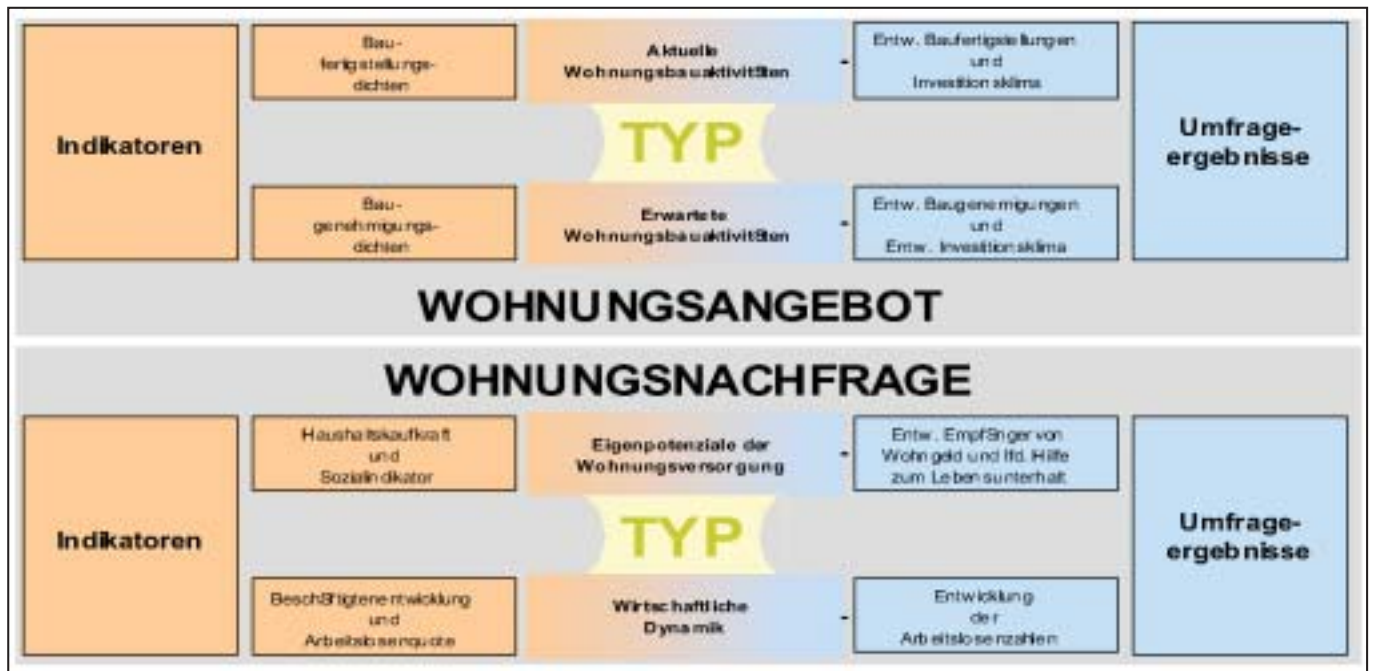 Indikatoren
Bau-
fertigstellungs-
dichten
Aktuelle
Wohnungsbauaktivitäten
-
Entw. Baufertigstellungen
und
Investitionsklima
Umfrage-
ergebnisse
TYP
Bau-
genehmigungs-
dichten
Erwartete
Wohnungsbauaktivitäten
-
Entw. Baugenemigungen
und
Entw. Investitionsklima
WOHNUNGSANGEBOT
WOHNUNGSNACHFRAGE
Indikatoren
Haushaltskaufkraft
und
Sozialindikator
Eigenpotenziale der
Wohnungsversorgung
-
Entw. Empfänger von
Wohngeld und lfd. Hilfe
zum Lebensunterhalt
Umfrage-
ergebnisse
TYP
Beschäftigtenentwicklung
und
Arbeitslosenquote
Wirtschaftliche
Dynamik
-
Entwicklung
der
Arbeitslosenzahlen